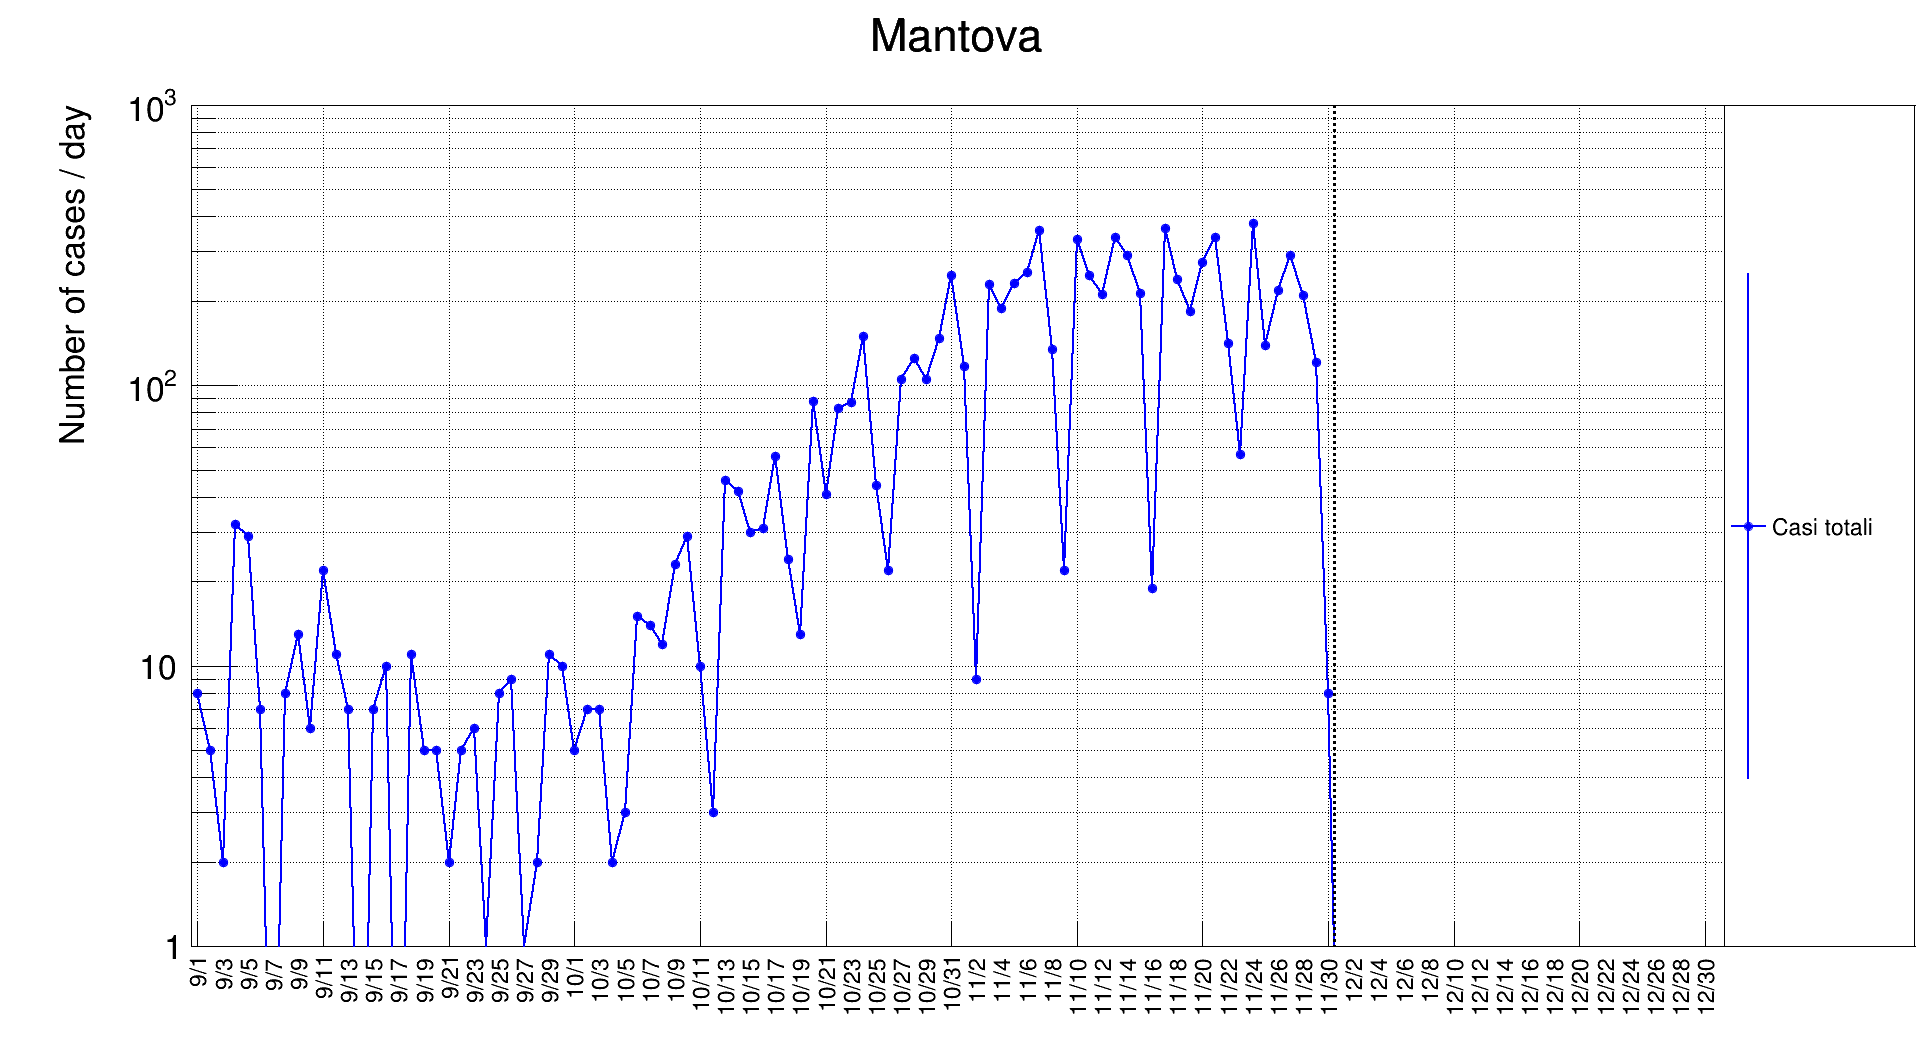 Mantova
Number of cases / day
10³
10²
10
1
9/1 9/3 9/5 9/7 9/9 9/11 9/13 9/15 9/17 9/19 9/21 9/23 9/25 9/27 9/29 10/1 10/3 10/5 10/7 10/9 10/11 10/13 10/15 10/17 10/19 10/21 10/23 10/25 10/27 10/29 10/31 11/2 11/4 11/6 11/8 11/10 11/12 11/14 11/16 11/18 11/20 11/22 11/24 11/26 11/28 11/30 12/2 12/4 12/6 12/8 12/10 12/12 12/14 12/16 12/18 12/20 12/22 12/24 12/26 12/28 12/30
Casi totali